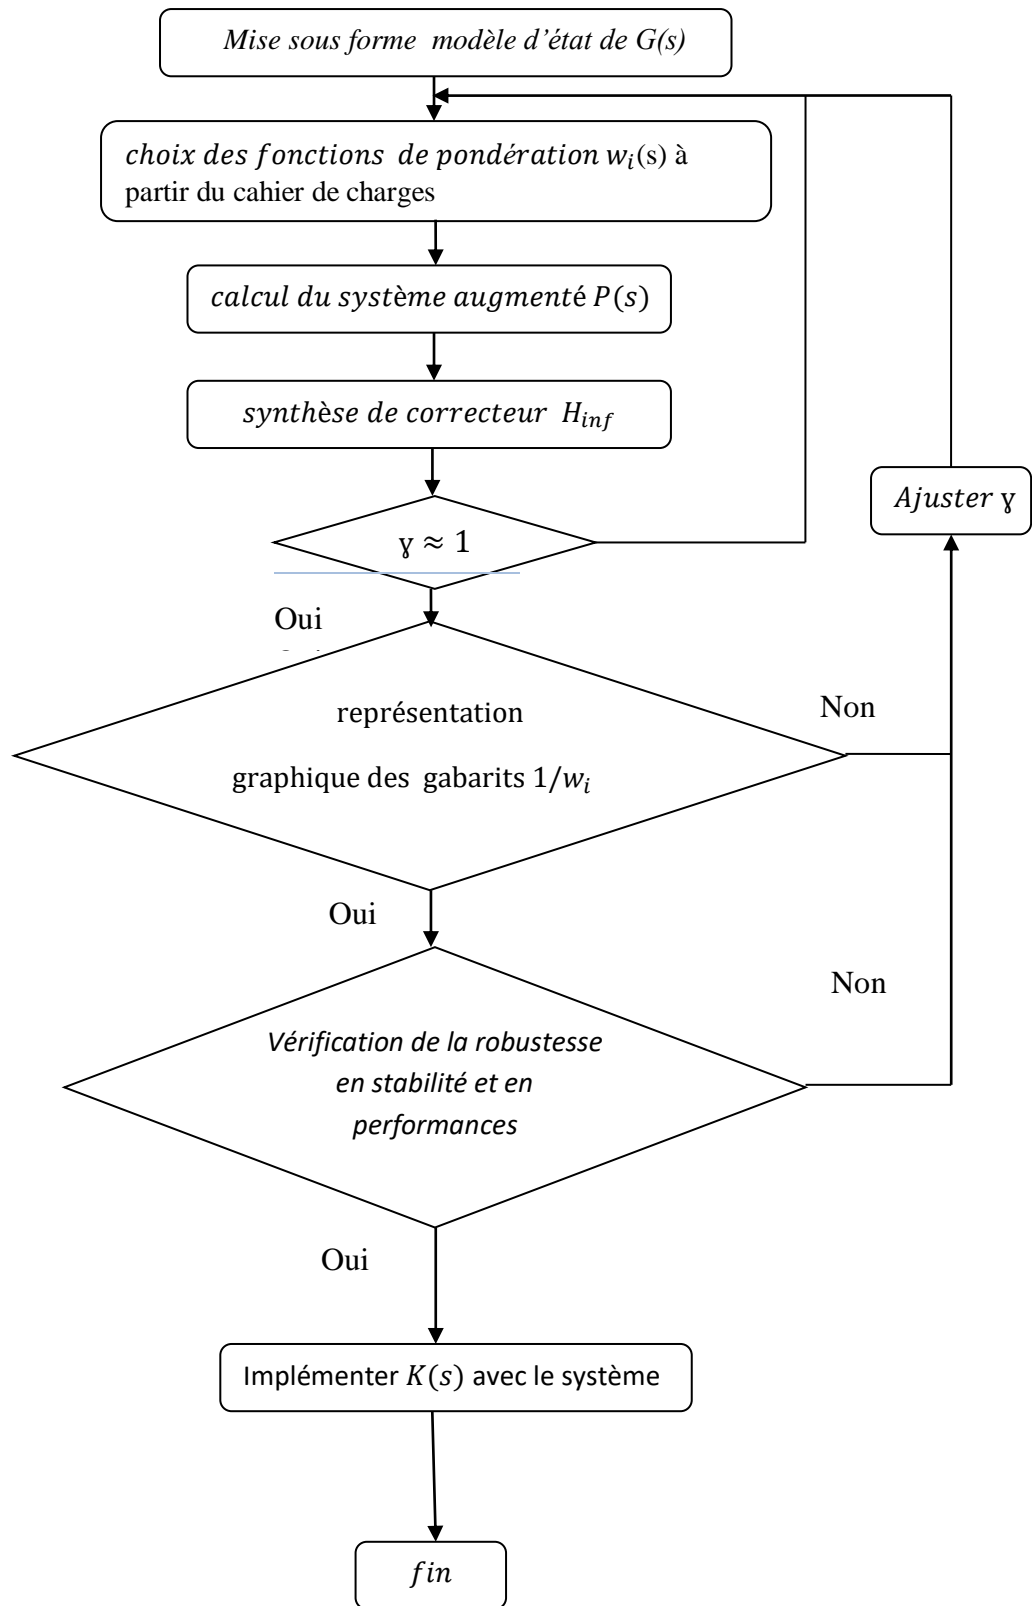 Mise sous forme modèle d'état de G(s)
choix des fonctions de pondération wᵢ(s) à
partir du cahier de charges
calcul du système augmenté P(s)
synthèse de correcteur H_inf
Ajuster ɣ
ɣ ≈ 1
Oui
représentation
graphique des gabarits 1/wᵢ
Non
Oui
Vérification de la robustesse
en stabilité et en
performances
Non
Oui
Implémenter K(s) avec le système
fin